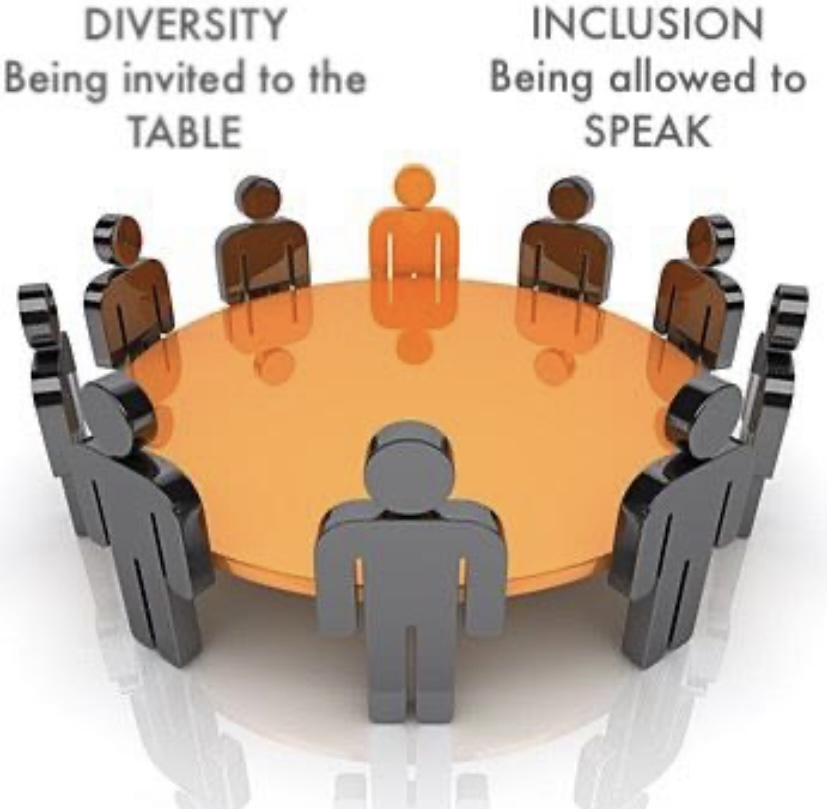 DIVERSITY
Being invited to the
TABLE
INCLUSION
Being allowed to
SPEAK